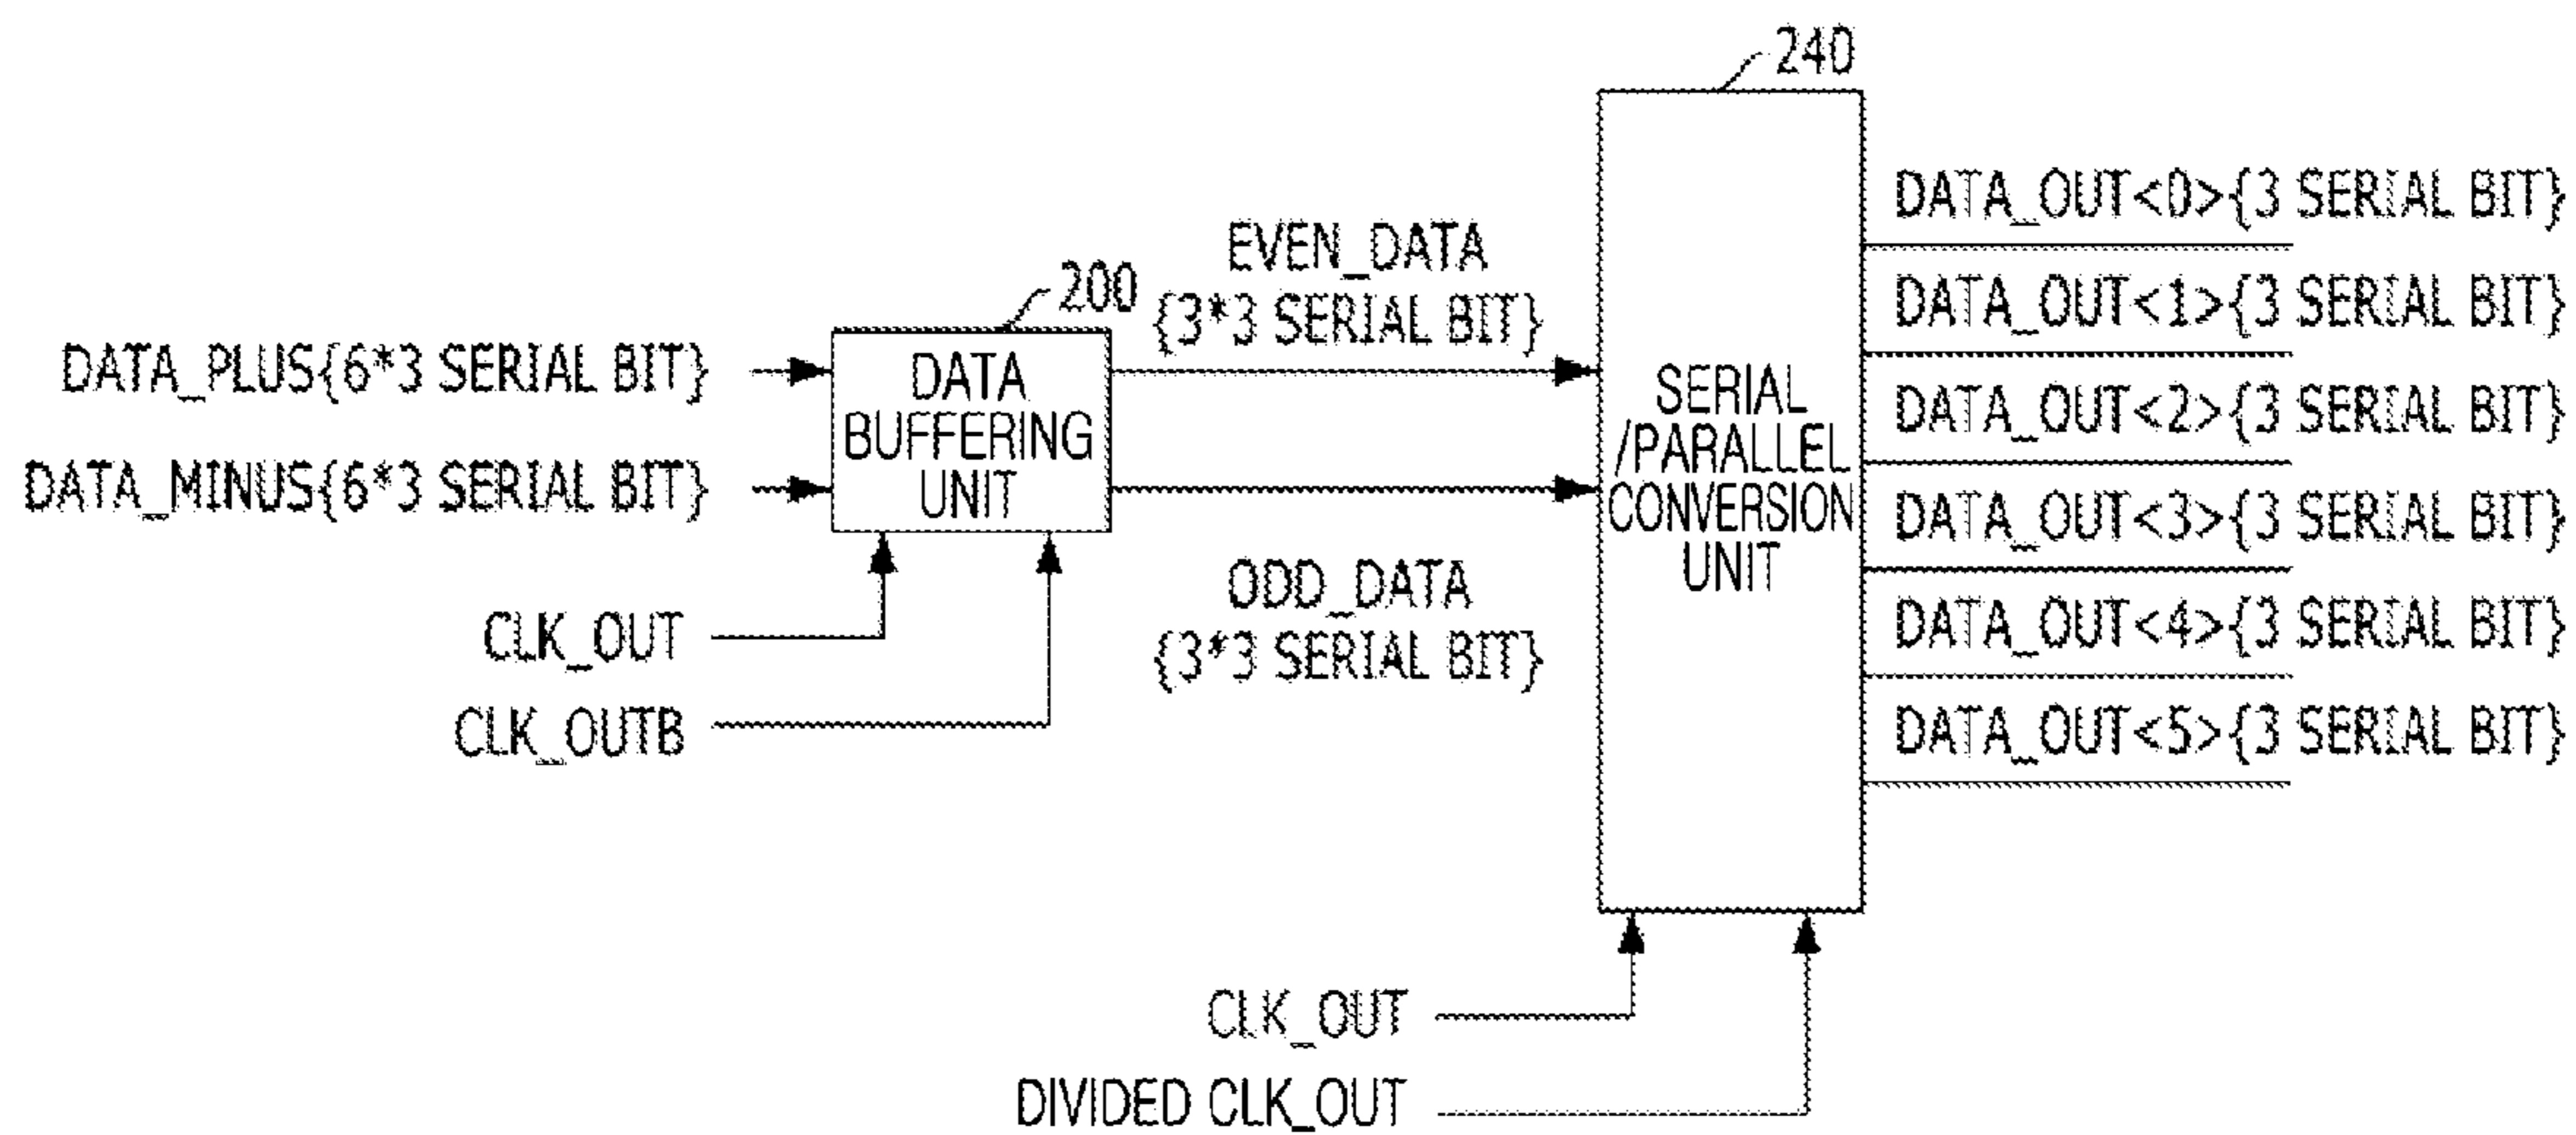 240
DATA_OUT<0>{3 SERIAL BIT}
EVEN_DATA
{3*3 SERIAL BIT}
200
DATA_OUT<1>{3 SERIAL BIT}
DATA_PLUS{6*3 SERIAL BIT}
DATA_MINUS{6*3 SERIAL BIT}
DATA
BUFFERING
UNIT
SERIAL
/PARALLEL
CONVERSION
UNIT
DATA_OUT<2>{3 SERIAL BIT}
DATA_OUT<3>{3 SERIAL BIT}
ODD_DATA
{3*3 SERIAL BIT}
CLK_OUT
CLK_OUTB
DATA_OUT<4>{3 SERIAL BIT}
DATA_OUT<5>{3 SERIAL BIT}
CLK_OUT
DIVIDED CLK_OUT